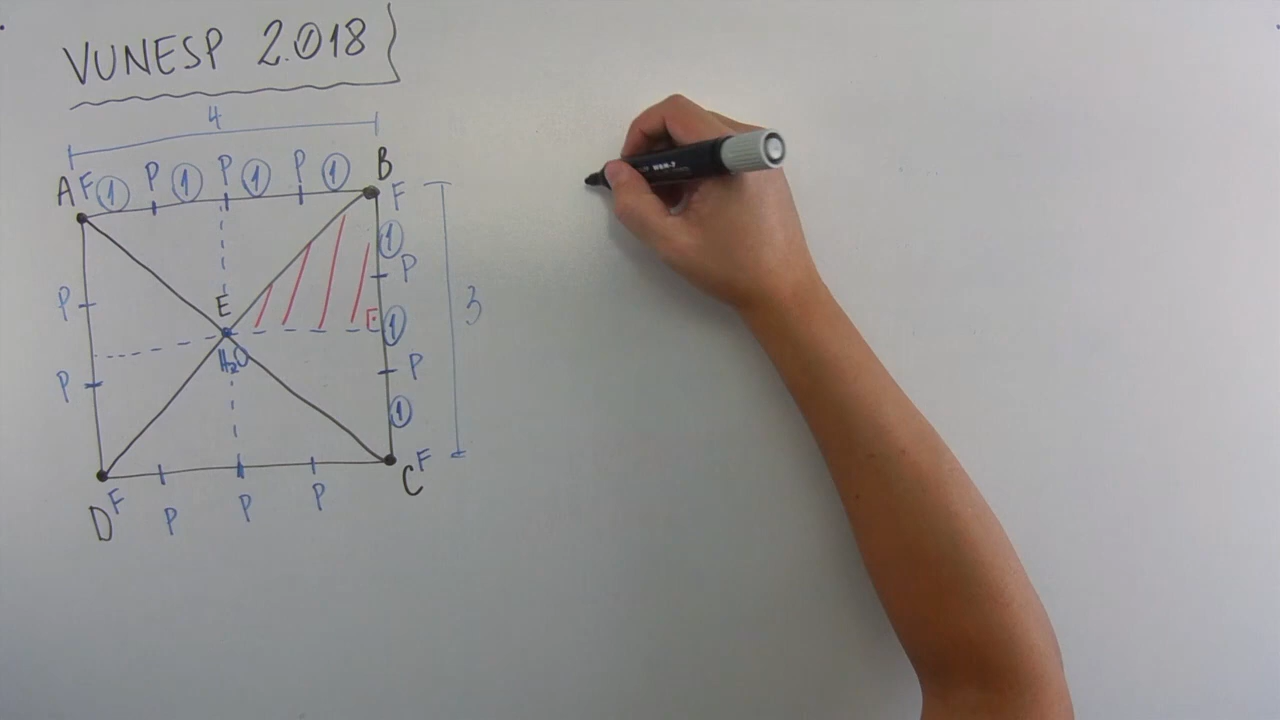 VUNESP 2.018
4
A F 1 P 1 P 1 P 1 B
F
1
P
P
E
3
1
H₂O
P
P
1
D F
C F
P P P